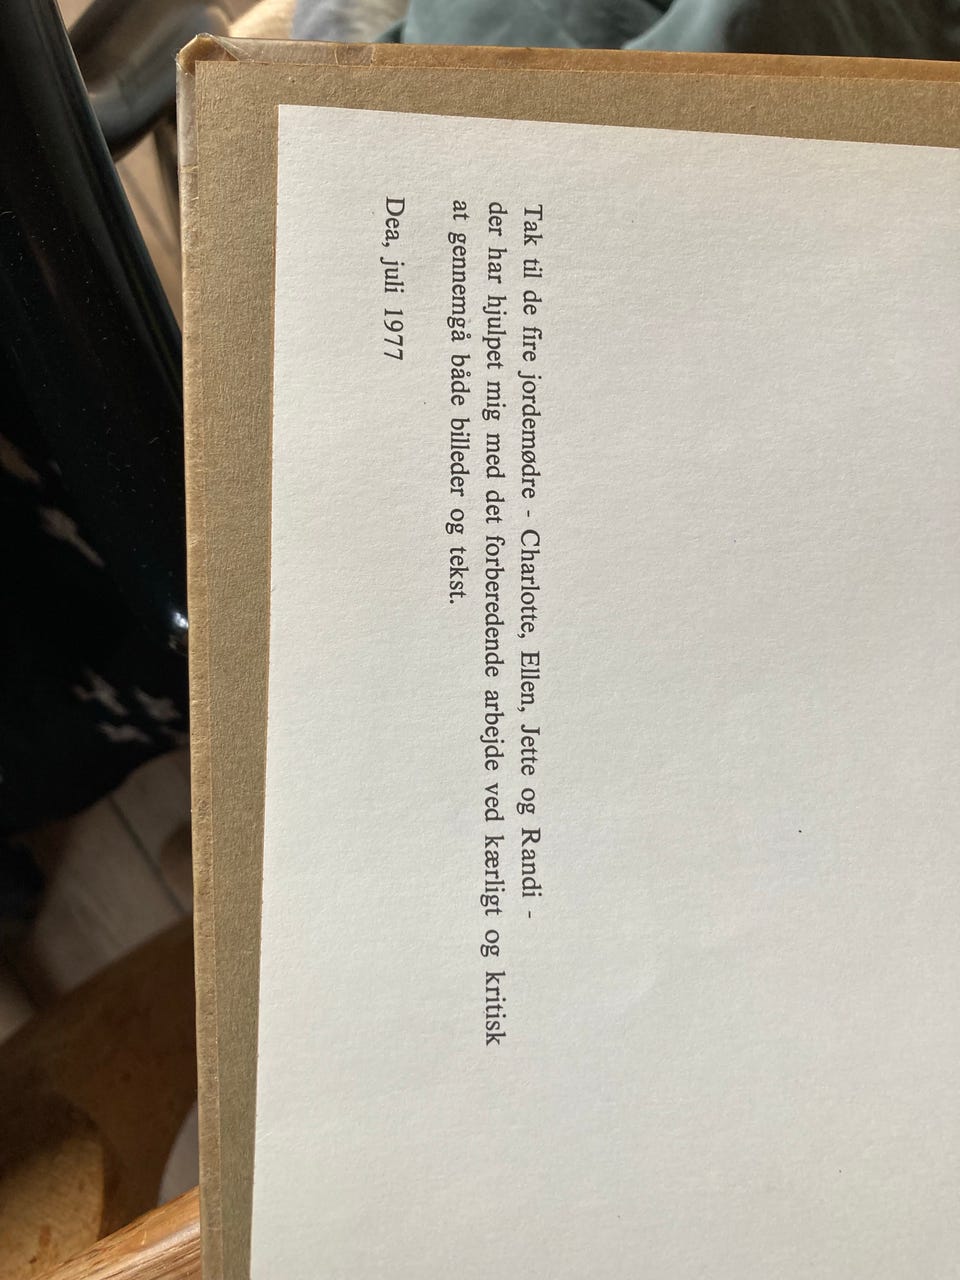 Tak til de fire jordemødre - Charlotte, Ellen, Jette og Randi -
der har hjulpet mig med det forberedende arbejde ved kærligt og kritisk
at gennemgå både billeder og tekst.
Dea, juli 1977